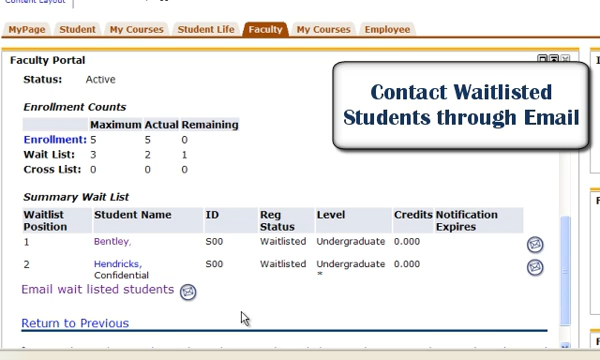 Content Layout
MyPage Student My Courses Student Life Faculty My Courses Employee
Faculty Portal
Status: Active
Contact Waitlisted
Students through Email
Enrollment Counts
Maximum Actual Remaining
Enrollment: 5 5 0
Wait List: 3 2 1
Cross List: 0 0 0
Summary Wait List
Waitlist Position Student Name ID Reg Status Level Credits Notification Expires
1 Bentley, S00 Waitlisted Undergraduate 0.000
2 Hendricks, S00 Waitlisted Undergraduate 0.000
Confidential *
Email wait listed students
Return to Previous